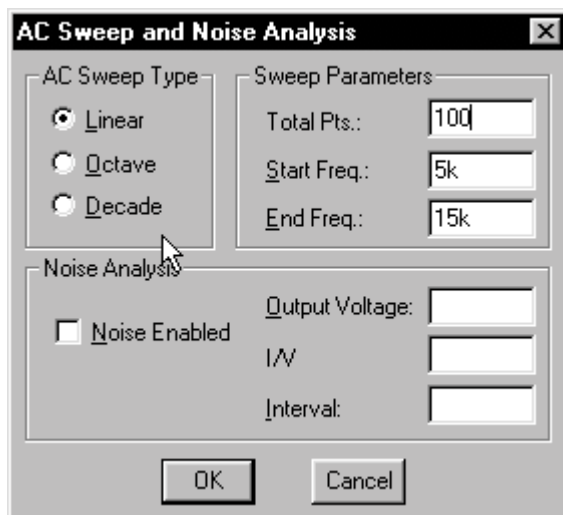 AC Sweep and Noise Analysis
AC Sweep Type
Linear
Octave
Decade
Sweep Parameters
Total Pts.: 100
Start Freq.: 5k
End Freq.: 15k
Noise Analysis
Noise Enabled
Output Voltage:
I/V
Interval:
OK
Cancel